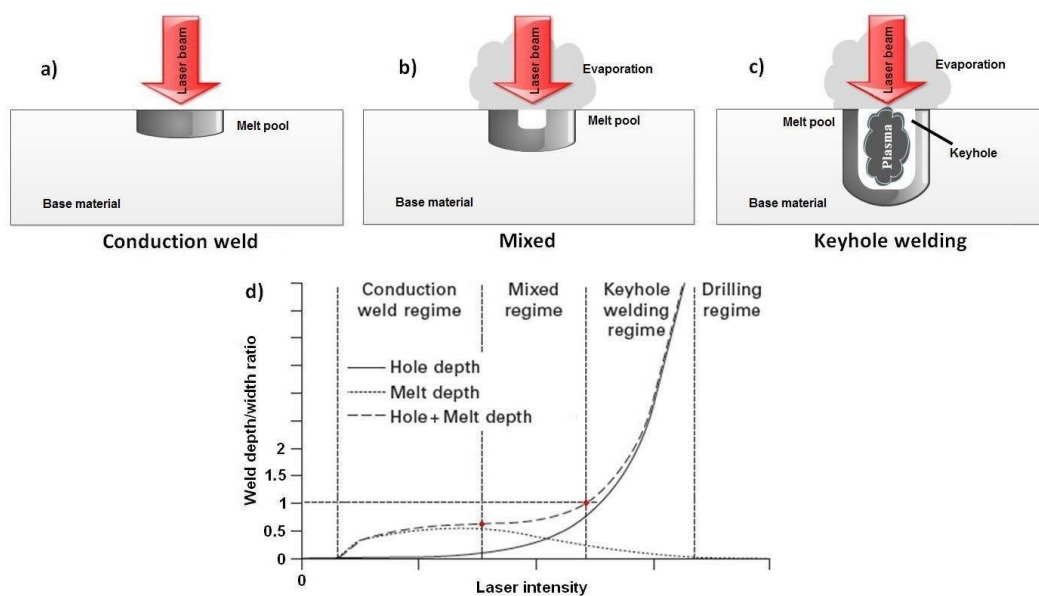 a)
Laser beam
Melt pool
Base material
Conduction weld
b)
Laser beam
Evaporation
Melt pool
Base material
Mixed
c)
Laser beam
Evaporation
Melt pool
Plasma
Keyhole
Base material
Keyhole welding
d)
Conduction
weld regime
Mixed
regime
Keyhole
welding
regime
Drilling
regime
Hole depth
Melt depth
Hole + Melt depth
Weld depth/width ratio
2
1.5
1
0.5
0
0
Laser intensity